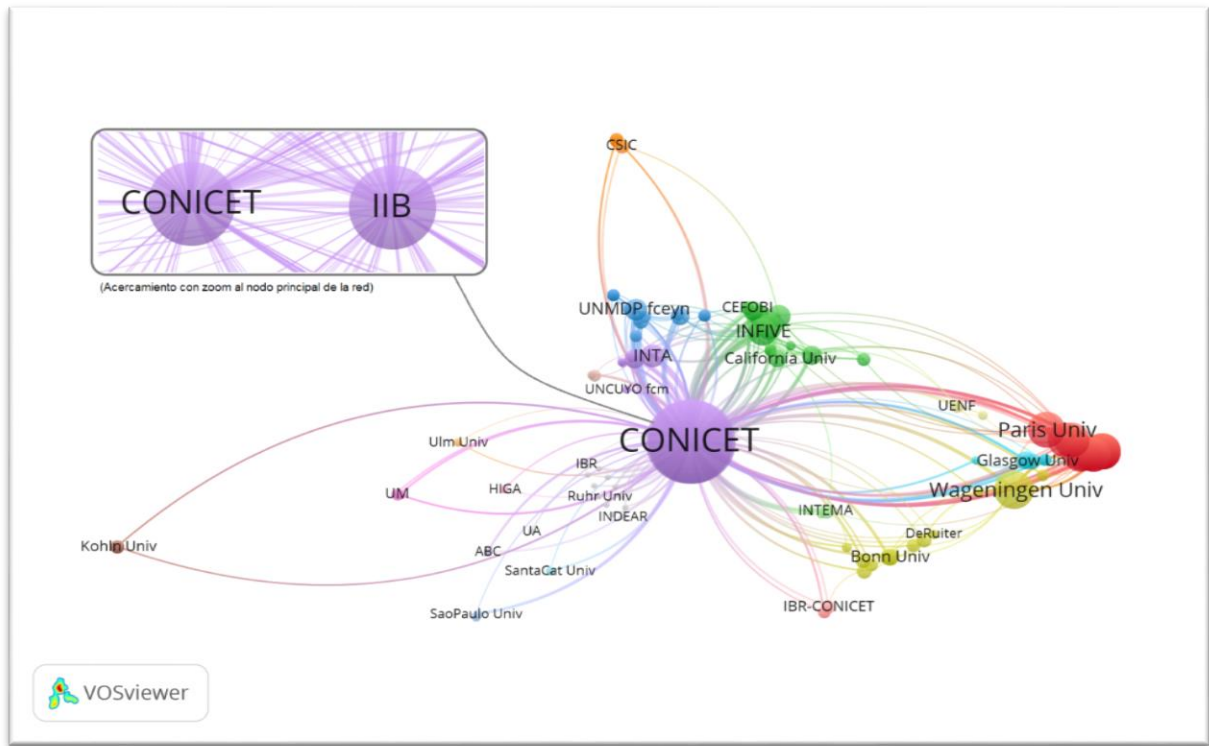 CONICET
IIB
(Acercamiento con zoom al nodo principal de la red)
CSIC
UNMDP fceyn
CEFOBI
INFIVE
INTA
California Univ
UNCUYO fcm
UENF
CONICET
Paris Univ
Ulm Univ
IBR
Glasgow Univ
UM
HIGA
Ruhr Univ
Wageningen Univ
INDEAR
INTEMA
UA
DeRuiter
Kohln Univ
ABC
Bonn Univ
SantaCat Univ
SaoPaulo Univ
IBR-CONICET
VOSviewer